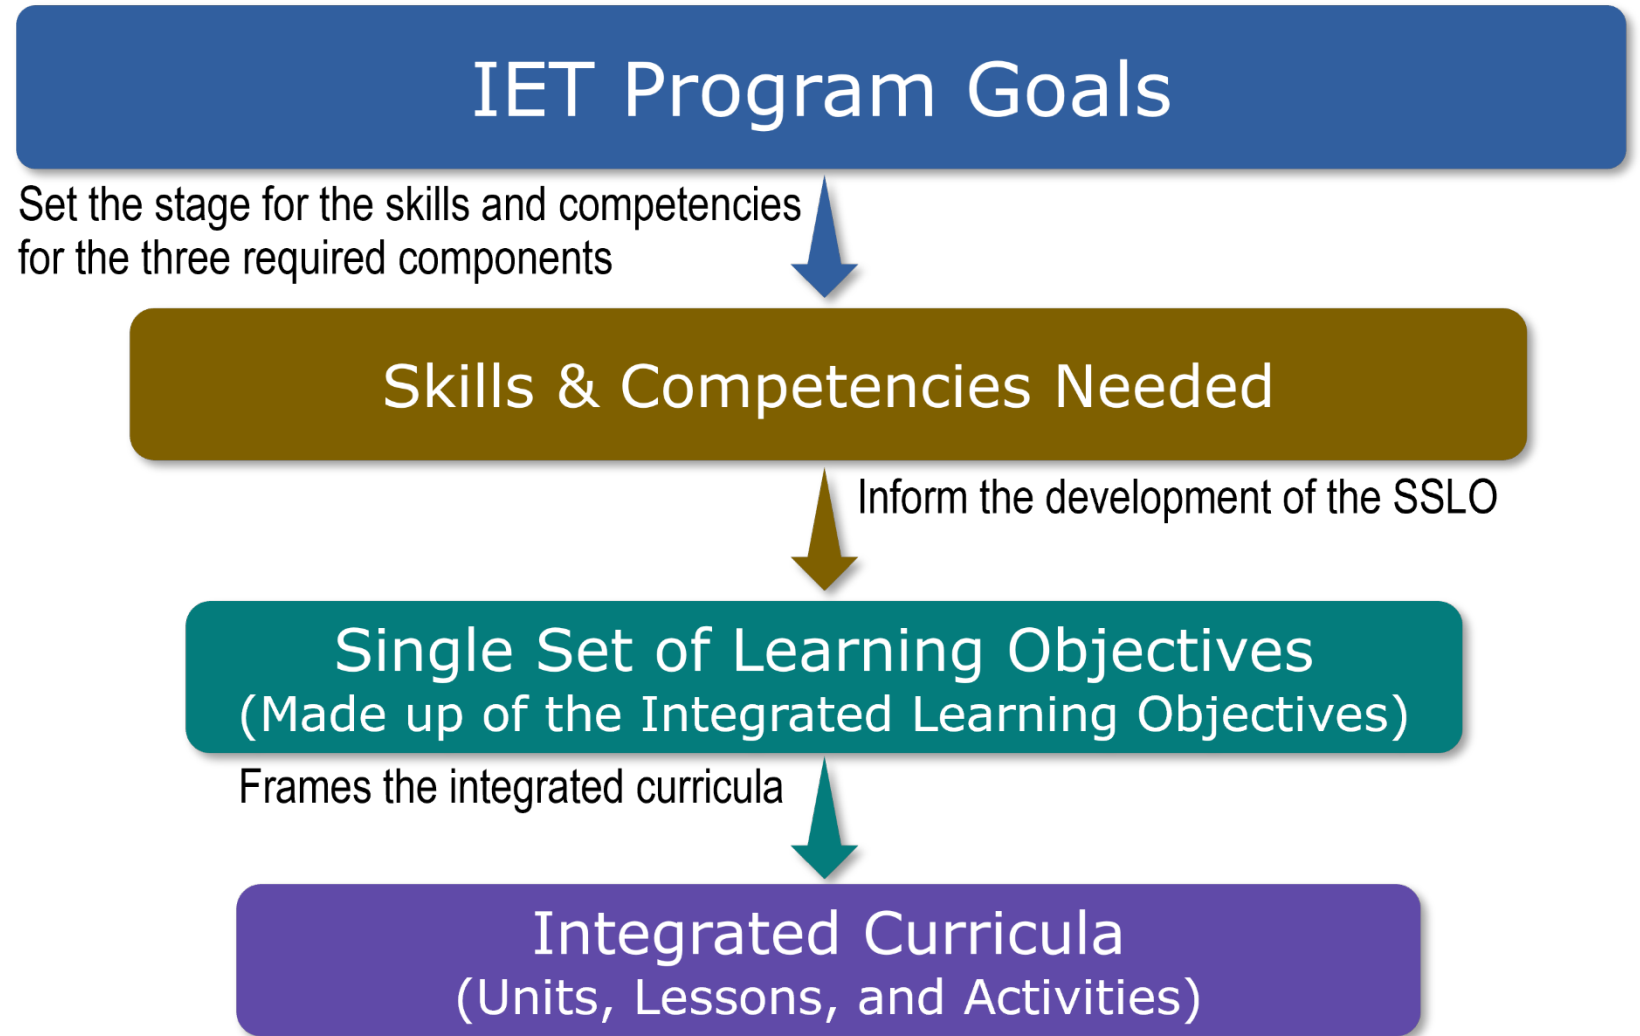 IET Program Goals
Set the stage for the skills and competencies
for the three required components
Skills & Competencies Needed
Inform the development of the SSLO
Single Set of Learning Objectives
(Made up of the Integrated Learning Objectives)
Frames the integrated curricula
Integrated Curricula
(Units, Lessons, and Activities)